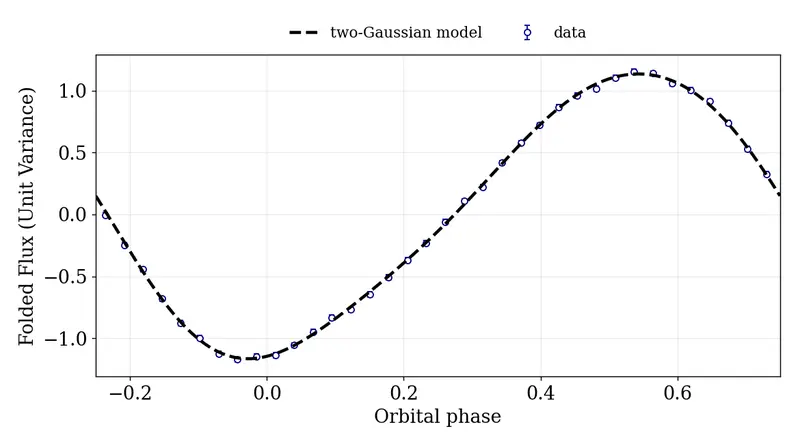 two-Gaussian model
data
Folded Flux (Unit Variance)
1.0
0.5
0.0
−0.5
−1.0
−0.2
0.0
0.2
0.4
0.6
Orbital phase